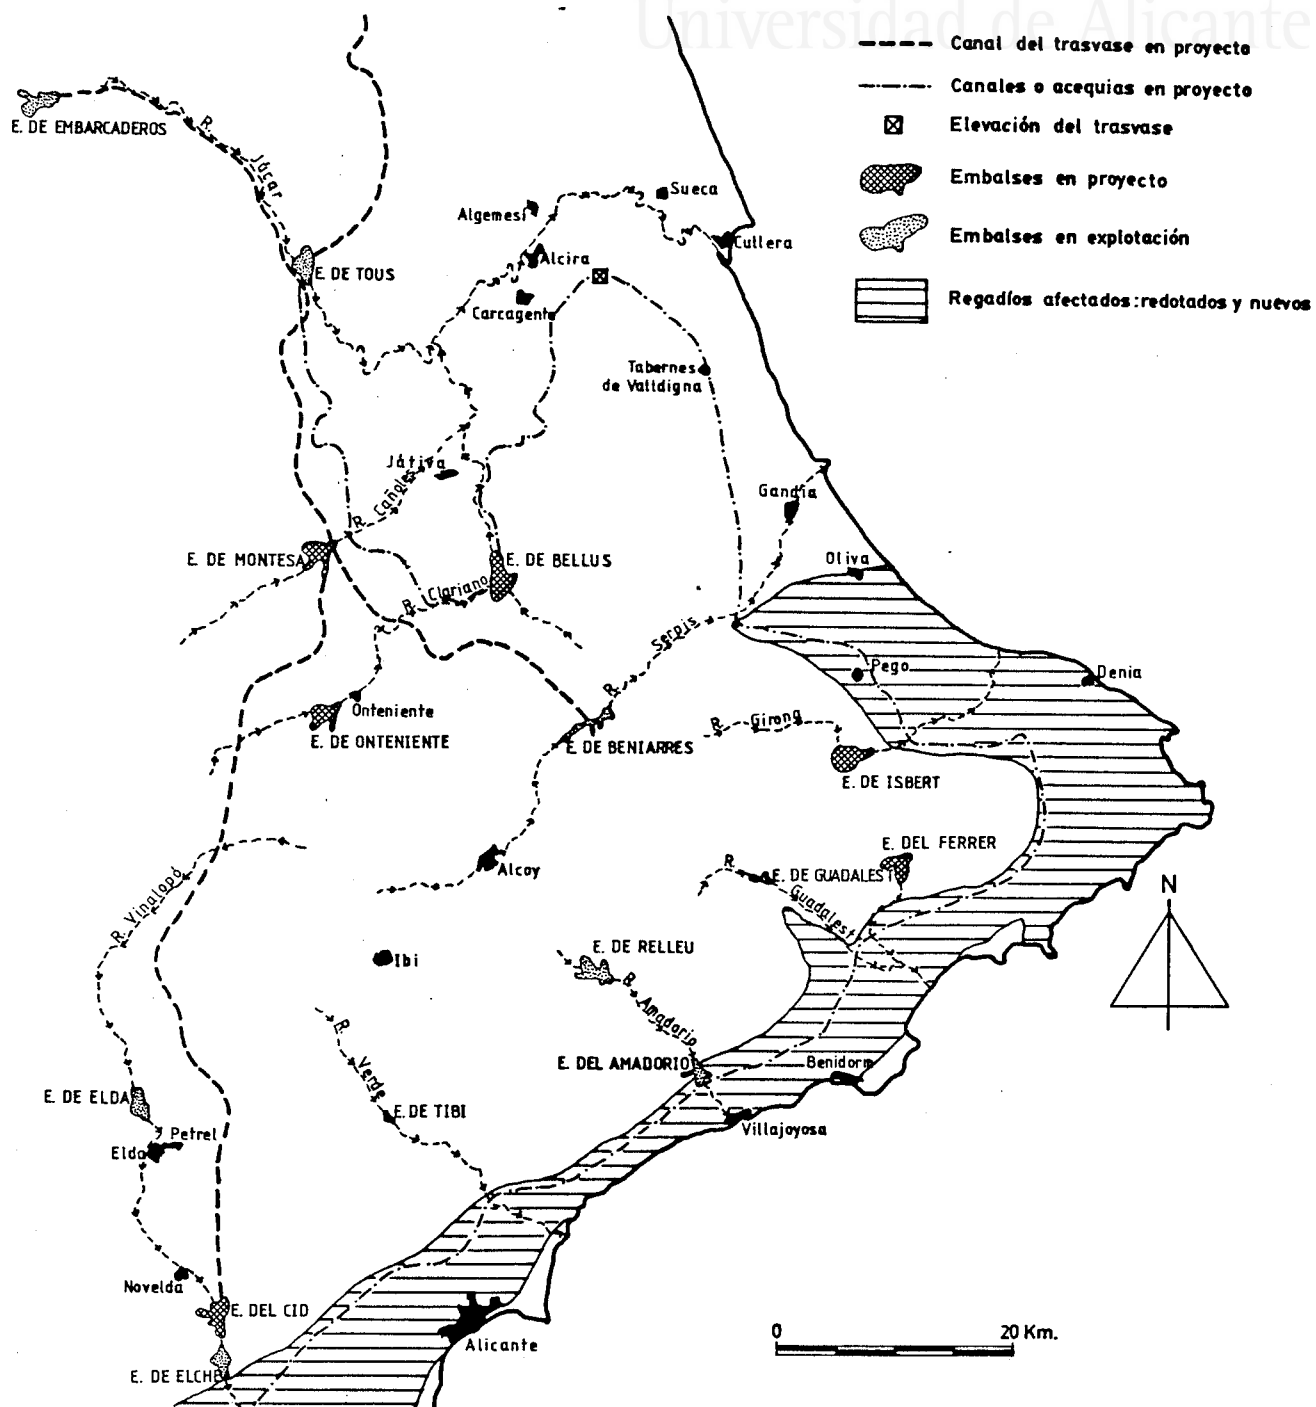 Universidad de Alicante
Canal del trasvase en proyecto
Canales o acequias en proyecto
Elevación del trasvase
Embalses en proyecto
Embalses en explotación
Regadíos afectados: redotados y nuevos
E. DE EMBARCADEROS
R. Júcar
Sueca
Algemesí
Cullera
Alcira
E. DE TOUS
Carcagente
Tabernes
de Valldigna
Játiva
R. Cañoles
Gandía
E. DE MONTESA
E. DE BELLUS
Oliva
R. Clariano
R. Serpis
Pego
Denia
Onteniente
R. Girona
E. DE ONTENIENTE
E. DE BENIARRES
E. DE ISBERT
E. DEL FERRER
Alcoy
R. Guadalest
E. DE GUADALEST
R. Vinalopó
N
Ibi
E. DE RELLEU
R. Amadorio
R. Verde
E. DEL AMADORIO
Benidorm
E. DE ELDA
E. DE TIBI
Villajoyosa
Petrel
Elda
Novelda
E. DEL CID
Alicante
0 20 Km.
E. DE ELCHE